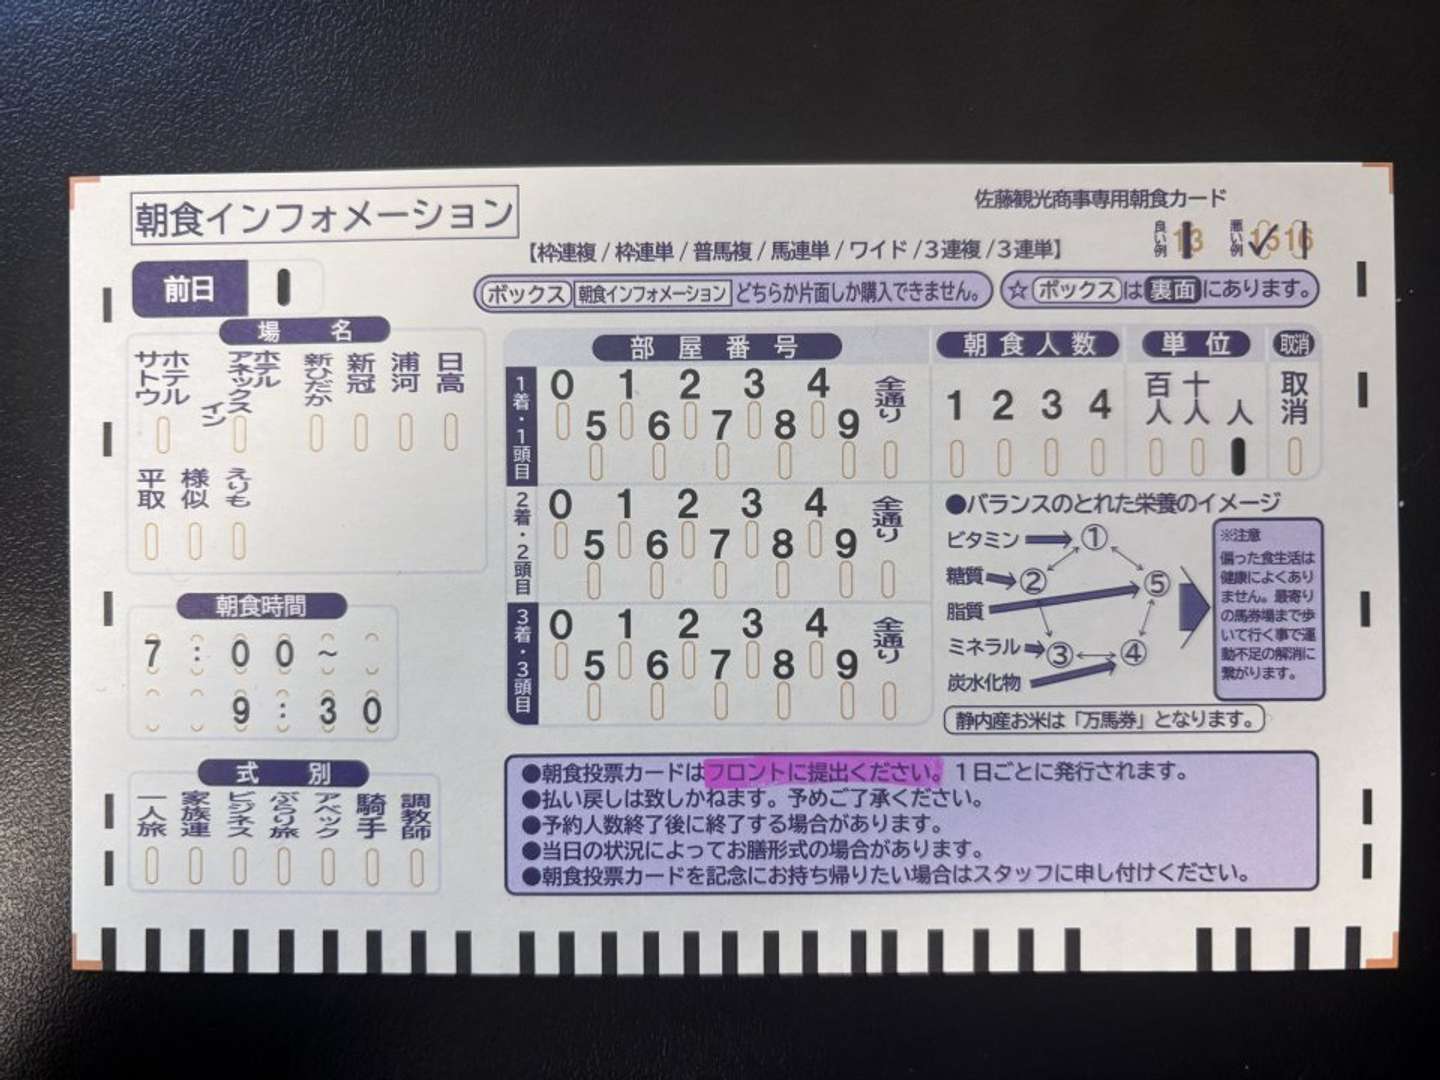 朝食インフォメーション
佐藤観光商事専用朝食カード
【枠連複 / 枠連単 / 普馬複 / 馬連単 / ワイド / 3連複 / 3連単】
良い例 13
悪い例 15 16
前日
ボックス 朝食インフォメーション どちらか片面しか購入できません。
☆ ボックス は 裏面 にあります。
場名
ホテルサトウ
ホテルアネックスイン
新ひだか
新冠
浦河
日高
平取
様似
えりも
朝食時間
7 : 0 0 ~
9 : 3 0
式別
一人旅
家族連
ビジネス
ぶらり旅
アベック
騎手
調教師
部屋番号
1着・1頭目
0 1 2 3 4 全通り
5 6 7 8 9
2着・2頭目
0 1 2 3 4 全通り
5 6 7 8 9
3着・3頭目
0 1 2 3 4 全通り
5 6 7 8 9
朝食人数
1 2 3 4
単位
百人 十人 人
取消
取消
●バランスのとれた栄養のイメージ
ビタミン ①
糖質 ②
脂質 ⑤
ミネラル ③ ④
炭水化物
※注意
偏った食生活は
健康によくあり
ません。最寄り
の馬券場まで歩
いて行く事で運
動不足の解消に
繋がります。
静内産お米は「万馬券」となります。
●朝食投票カードはフロントに提出ください。1日ごとに発行されます。
●払い戻しは致しかねます。予めご了承ください。
●予約人数終了後に終了する場合があります。
●当日の状況によってお膳形式の場合があります。
●朝食投票カードを記念にお持ち帰りたい場合はスタッフに申し付けください。